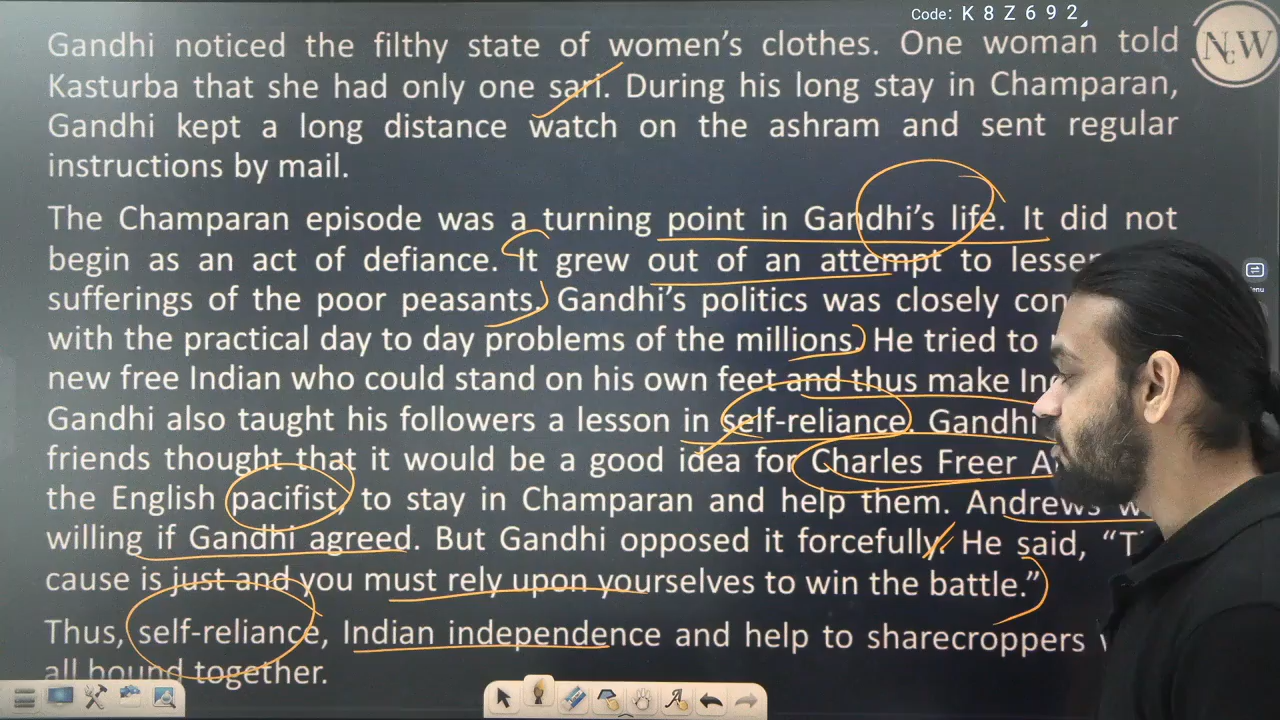 Code: K 8 Z 6 9 2
N&W
Gandhi noticed the filthy state of women's clothes. One woman told
Kasturba that she had only one sari. During his long stay in Champaran,
Gandhi kept a long distance watch on the ashram and sent regular
instructions by mail.
The Champaran episode was a turning point in Gandhi's life. It did not
begin as an act of defiance. It grew out of an attempt to lesser
sufferings of the poor peasants. Gandhi's politics was closely con
with the practical day to day problems of the millions. He tried to
new free Indian who could stand on his own feet and thus make Ind
Gandhi also taught his followers a lesson in self-reliance. Gandhi
friends thought that it would be a good idea for Charles Freer A
the English pacifist, to stay in Champaran and help them. Andrews w
willing if Gandhi agreed. But Gandhi opposed it forcefully. He said, "T
cause is just and you must rely upon yourselves to win the battle."
Thus, self-reliance, Indian independence and help to sharecroppers
all bound together.